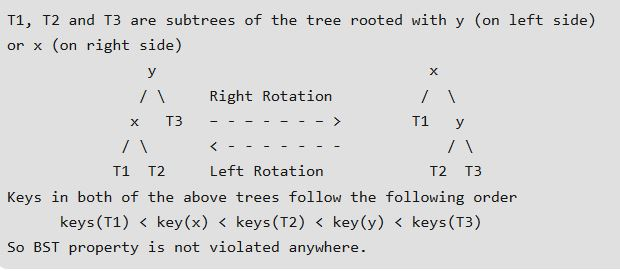 T1, T2 and T3 are subtrees of the tree rooted with y (on left side)
or x (on right side)
y x
/ \ Right Rotation / \
x T3 - - - - - - - > T1 y
/ \ < - - - - - - - / \
T1 T2 Left Rotation T2 T3
Keys in both of the above trees follow the following order
keys(T1) < key(x) < keys(T2) < key(y) < keys(T3)
So BST property is not violated anywhere.